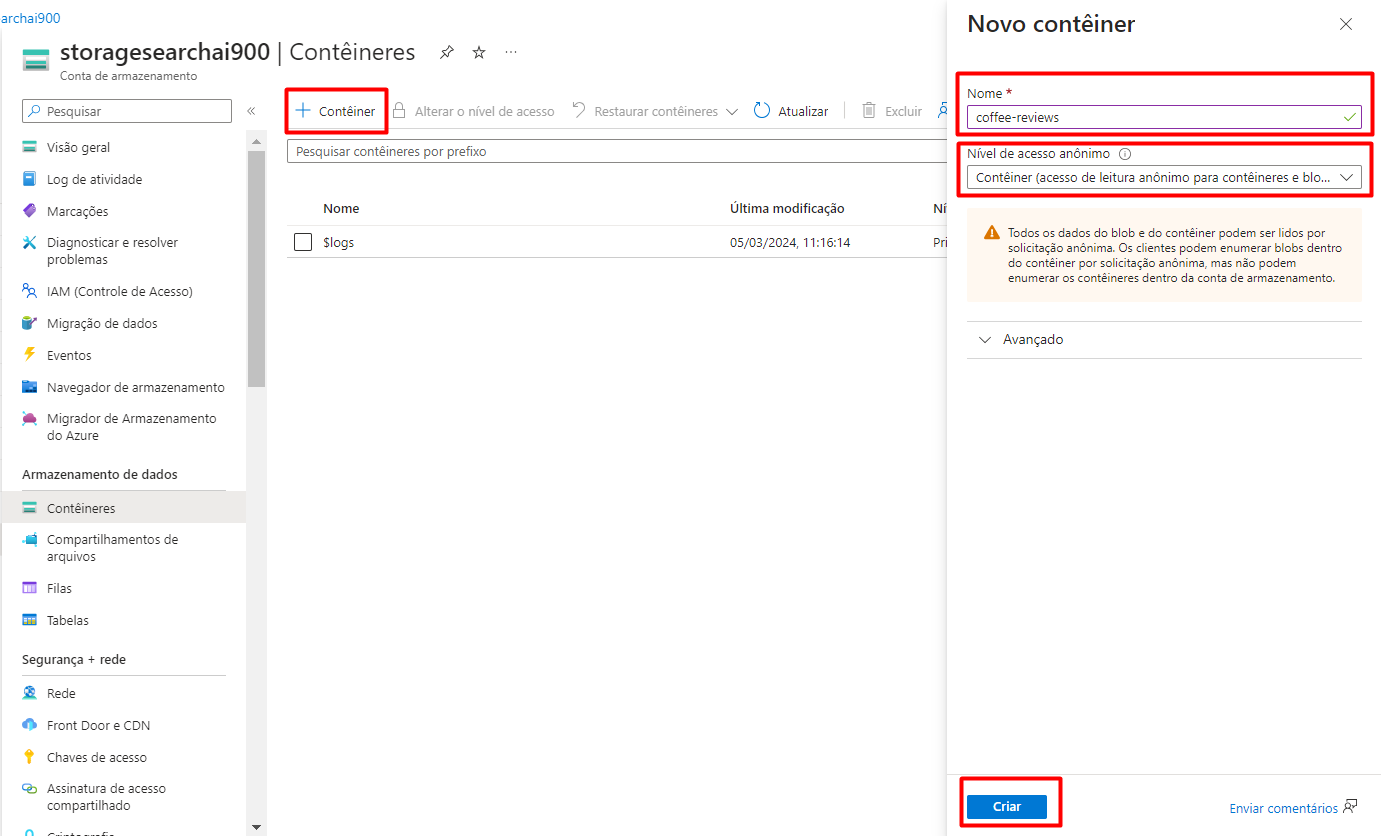 archai900
storagesearchai900 | Contêineres
Conta de armazenamento
Pesquisar
Visão geral
Log de atividade
Marcações
Diagnosticar e resolver
problemas
IAM (Controle de Acesso)
Migração de dados
Eventos
Navegador de armazenamento
Migrador de Armazenamento
do Azure
Armazenamento de dados
Contêineres
Compartilhamentos de
arquivos
Filas
Tabelas
Segurança + rede
Rede
Front Door e CDN
Chaves de acesso
Assinatura de acesso
compartilhado
Criptografia
Contêiner Alterar o nível de acesso Restaurar contêineres Atualizar Excluir
Pesquisar contêineres por prefixo
Nome Última modificação Ní
$logs 05/03/2024, 11:16:14 Pri
Novo contêiner
Nome *
coffee-reviews
Nível de acesso anônimo
Contêiner (acesso de leitura anônimo para contêineres e blo...
Todos os dados do blob e do contêiner podem ser lidos por
solicitação anônima. Os clientes podem enumerar blobs dentro
do contêiner por solicitação anônima, mas não podem
enumerar os contêineres dentro da conta de armazenamento.
Avançado
Criar
Enviar comentários